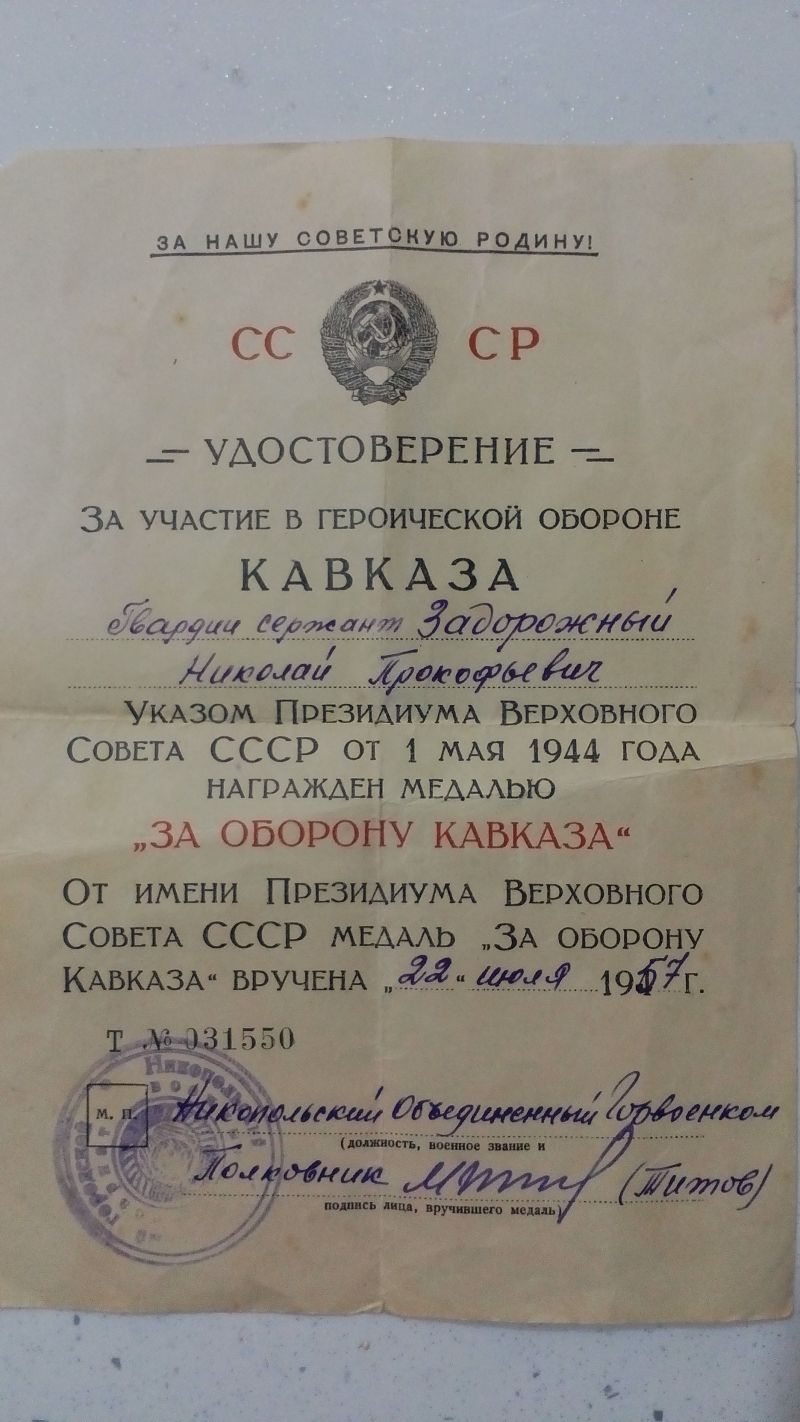 ЗА НАШУ СОВЕТСКУЮ РОДИНУ!
СС СР
УДОСТОВЕРЕНИЕ
ЗА УЧАСТИЕ В ГЕРОИЧЕСКОЙ ОБОРОНЕ
КАВКАЗА
Гвардии сержант Задорожный
Николай Прокофьевич
УКАЗОМ ПРЕЗИДИУМА ВЕРХОВНОГО
СОВЕТА СССР ОТ 1 МАЯ 1944 ГОДА
НАГРАЖДЕН МЕДАЛЬЮ
„ЗА ОБОРОНУ КАВКАЗА“
ОТ ИМЕНИ ПРЕЗИДИУМА ВЕРХОВНОГО
СОВЕТА СССР МЕДАЛЬ „ЗА ОБОРОНУ
КАВКАЗА“ ВРУЧЕНА „22“ июля 1957 г.
Т № 031550
м. п. Никопольский Объединенный Горвоенком
(должность, военное звание и
Полковник (Титов)
подпись лица, вручившего медаль)